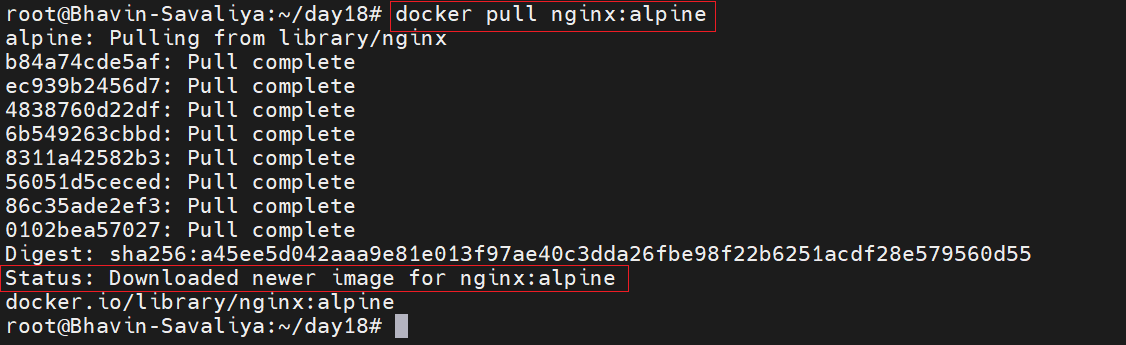 root@Bhavin-Savaliya:~/day18# docker pull nginx:alpine
alpine: Pulling from library/nginx
b84a74cde5af: Pull complete
ec939b2456d7: Pull complete
4838760d22df: Pull complete
6b549263cbbd: Pull complete
8311a42582b3: Pull complete
56051d5ceced: Pull complete
86c35ade2ef3: Pull complete
0102bea57027: Pull complete
Digest: sha256:a45ee5d042aaa9e81e013f97ae40c3dda26fbe98f22b6251acdf28e579560d55
Status: Downloaded newer image for nginx:alpine
docker.io/library/nginx:alpine
root@Bhavin-Savaliya:~/day18#